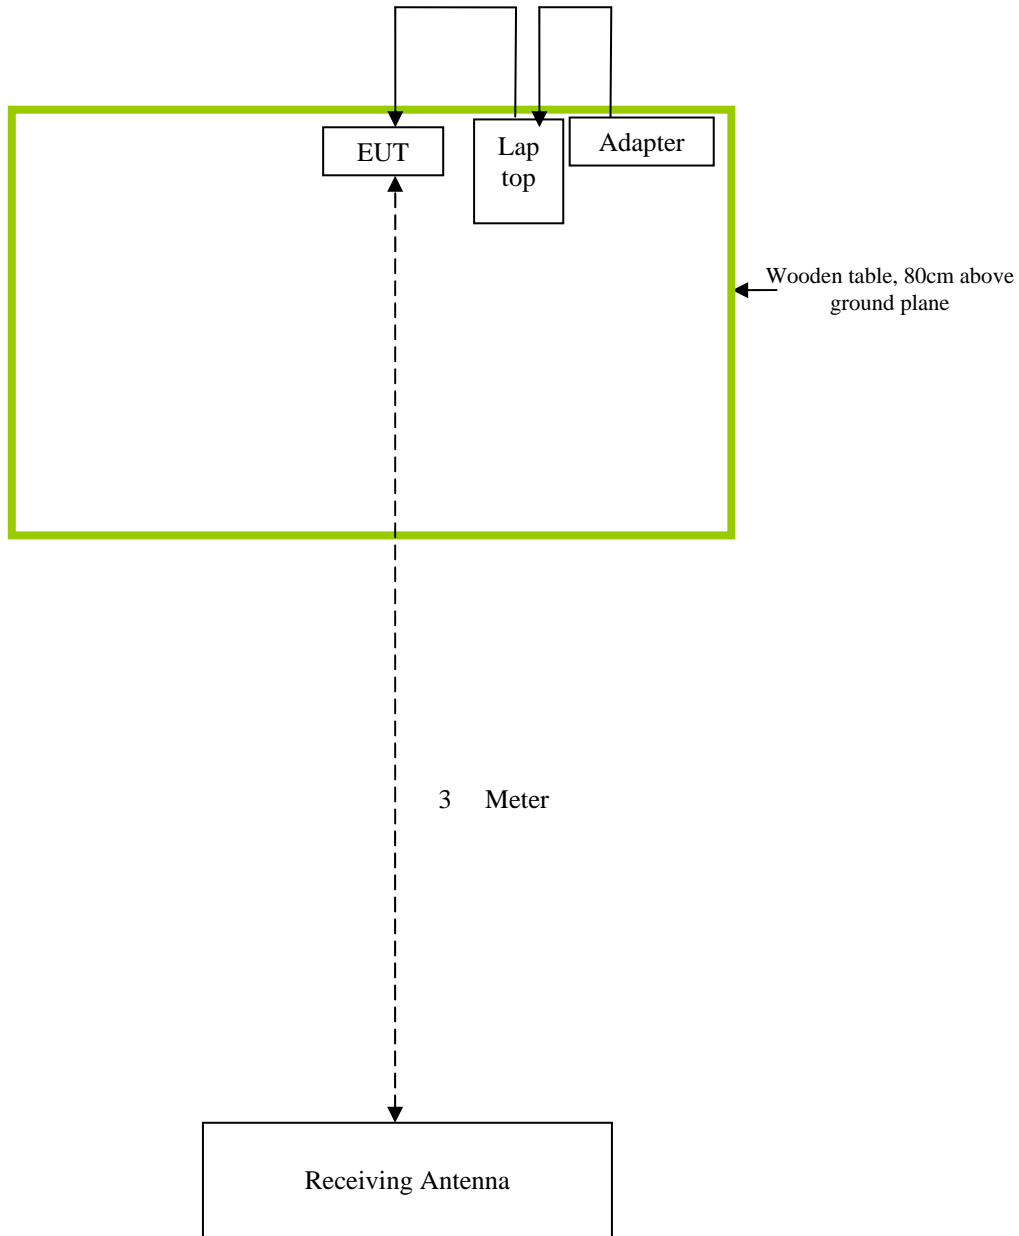 EUT
Lap
top
Adapter
Wooden table, 80cm above
ground plane
3 Meter
Receiving Antenna